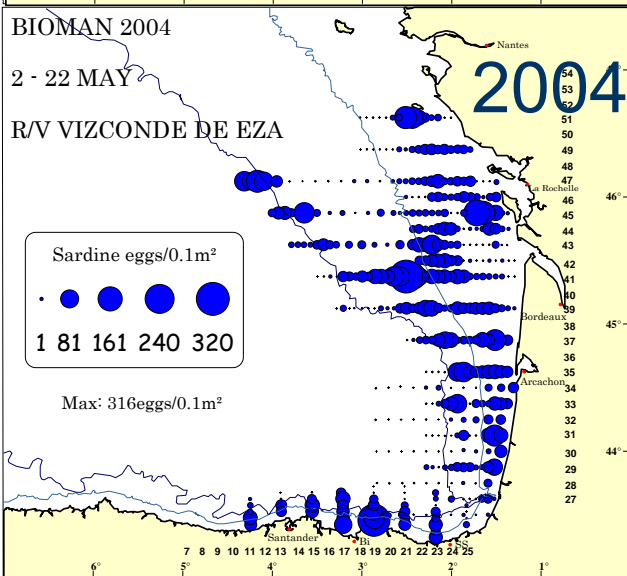 BIOMAN 2004
2 - 22 MAY
R/V VIZCONDE DE EZA
2004
Nantes
54
53
52
51
50
49
48
47
La Rochelle
46°
46
45
44
43
42
41
40
39
Bordeaux
38
45°
37
36
35
Arcachon
34
33
32
31
30
44°
29
28
27
Sardine eggs/0.1m²
1 81 161 240 320
Max: 316eggs/0.1m²
Santander
Bi
SS
7 8 9 10 11 12 13 14 15 16 17 18 19 20 21 22 23 24 25
6° 5° 4° 3° 2° 1°